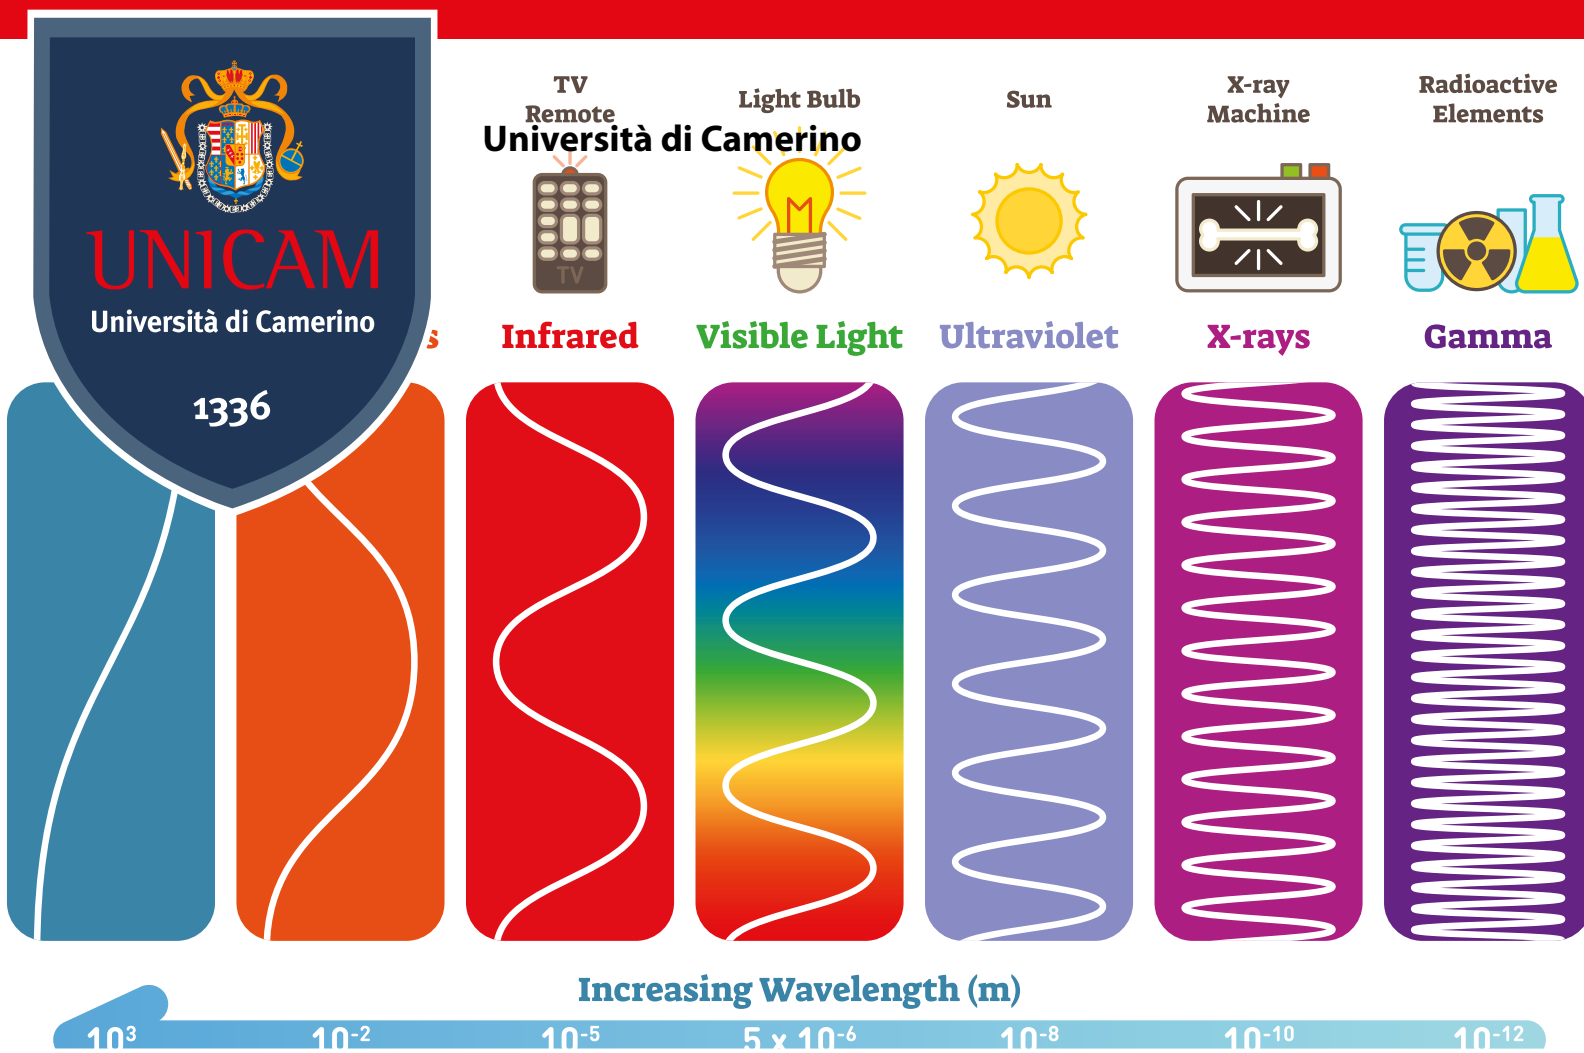 UNICAM
Università di Camerino
1336
TV
Remote
Light Bulb
Sun
X-ray
Machine
Radioactive
Elements
Università di Camerino
TV
s
Infrared
Visible Light
Ultraviolet
X-rays
Gamma
Increasing Wavelength (m)
10³
10⁻²
10⁻⁵
5 x 10⁻⁶
10⁻⁸
10⁻¹⁰
10⁻¹²